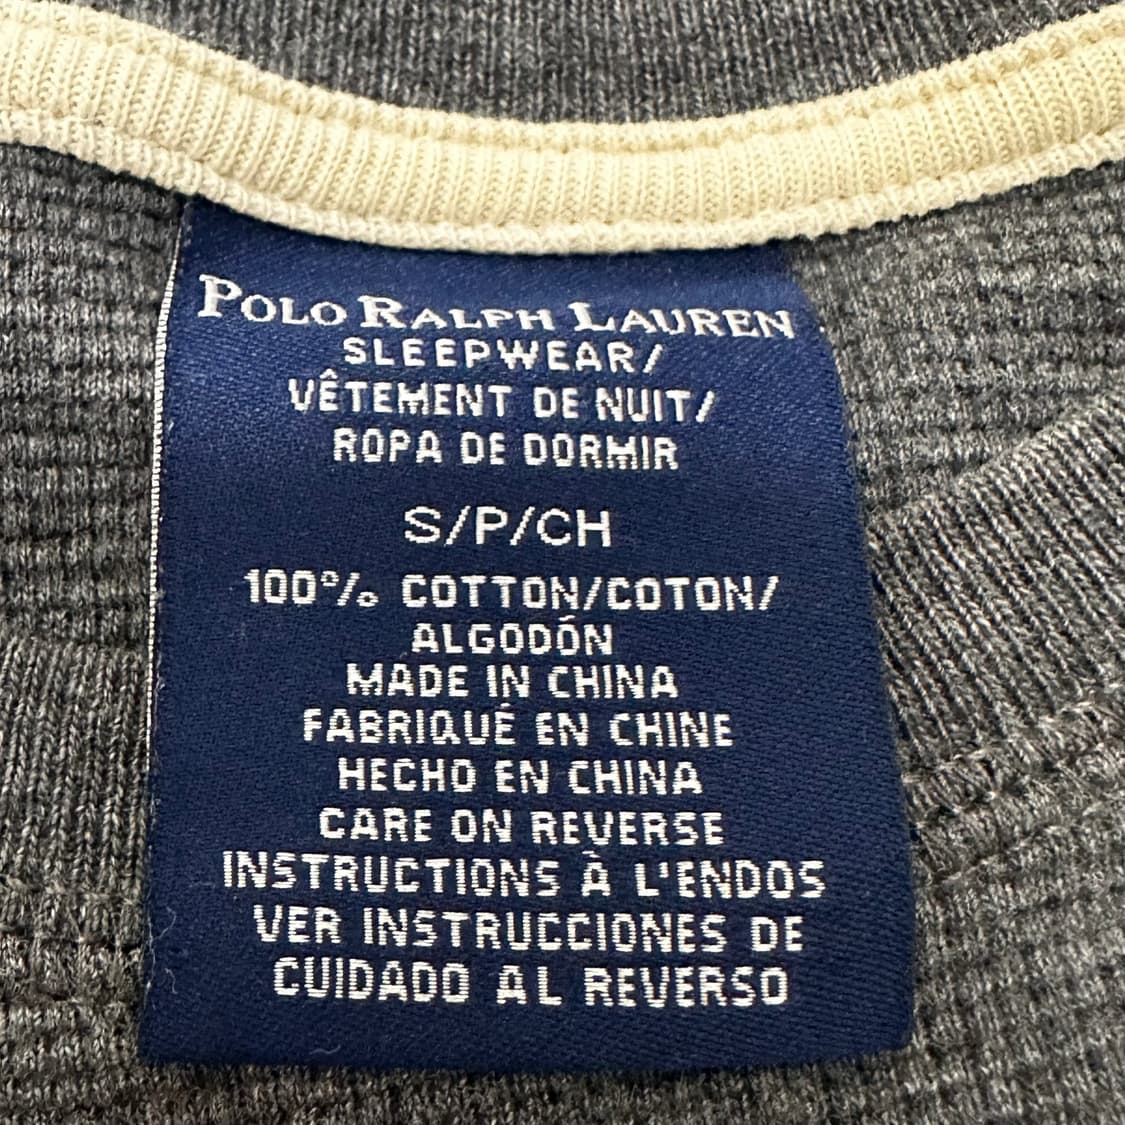 POLO RALPH LAUREN
SLEEPWEAR/
VÊTEMENT DE NUIT/
ROPA DE DORMIR
S/P/CH
100% COTTON/COTON/
ALGODÓN
MADE IN CHINA
FABRIQUÉ EN CHINE
HECHO EN CHINA
CARE ON REVERSE
INSTRUCTIONS À L'ENDOS
VER INSTRUCCIONES DE
CUIDADO AL REVERSO